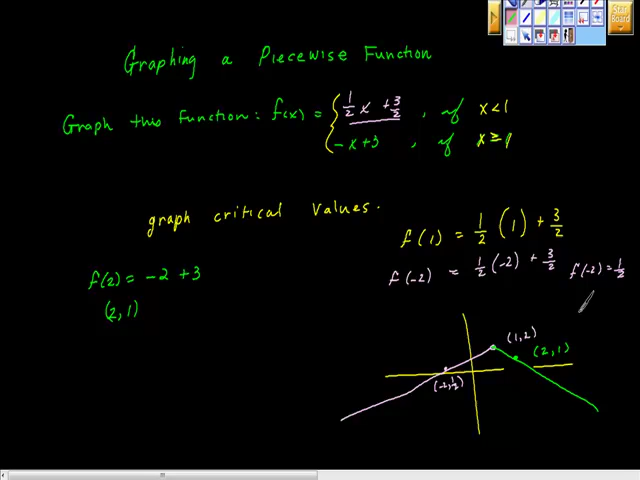 Graphing a Piecewise Function
Graph this Function: f(x) = { 1/2 x + 3/2 , if x < 1
-x+3 , if x ≥ 1
graph critical values.
f(1) = 1/2 (1) + 3/2
f(2) = -2 + 3
f(-2) = 1/2 (-2) + 3/2
f(-2) = 1/2
(2, 1)
(1, 2)
(2, 1)
(-2, 1/2)
Star
Board